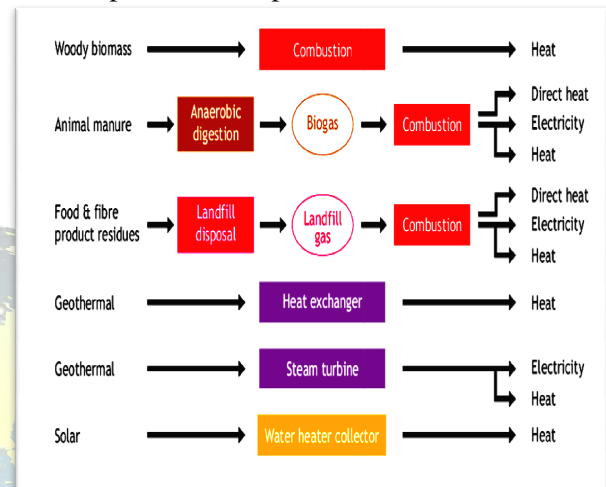 Woody biomass
Combustion
Heat
Animal manure
Anaerobic
digestion
Biogas
Combustion
Direct heat
Electricity
Heat
Food & fibre
product residues
Landfill
disposal
Landfill
gas
Combustion
Direct heat
Electricity
Heat
Geothermal
Heat exchanger
Heat
Geothermal
Steam turbine
Electricity
Heat
Solar
Water heater collector
Heat